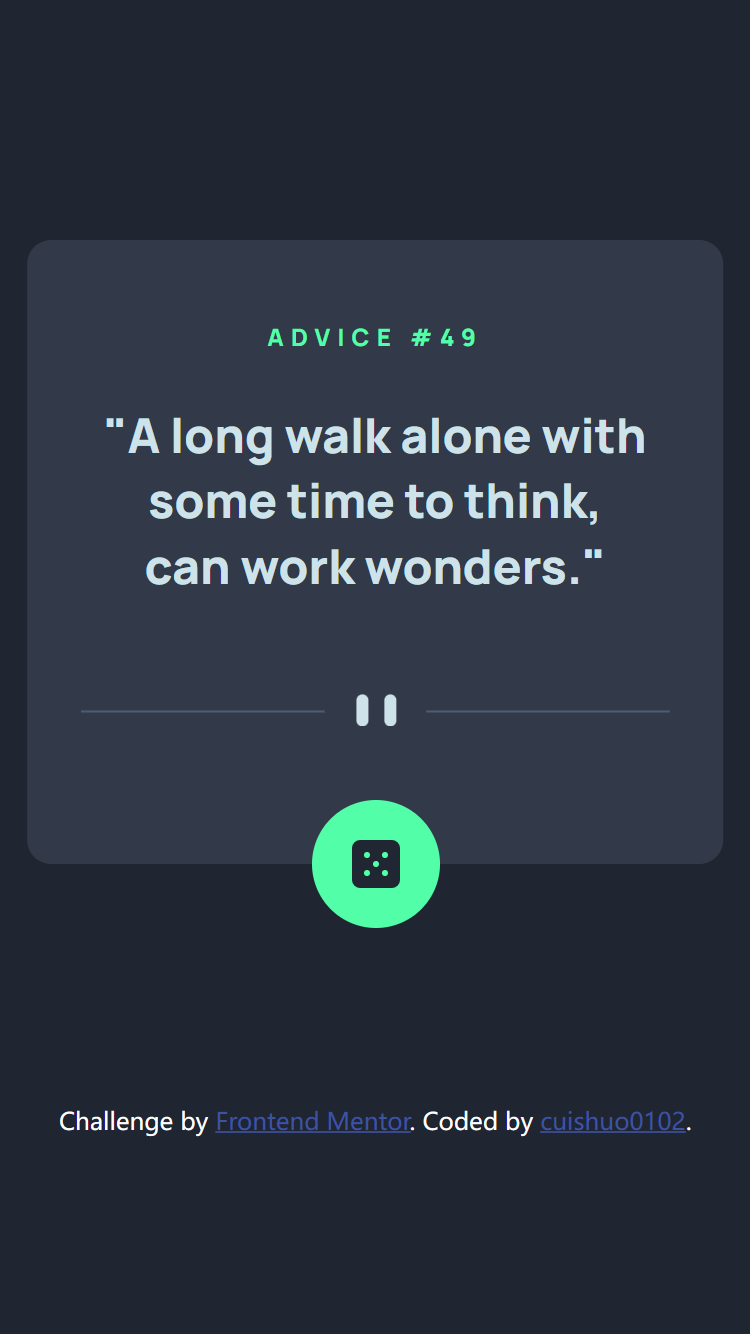 ADVICE #49
"A long walk alone with
some time to think,
can work wonders."
Challenge by Frontend Mentor. Coded by cuishuo0102.